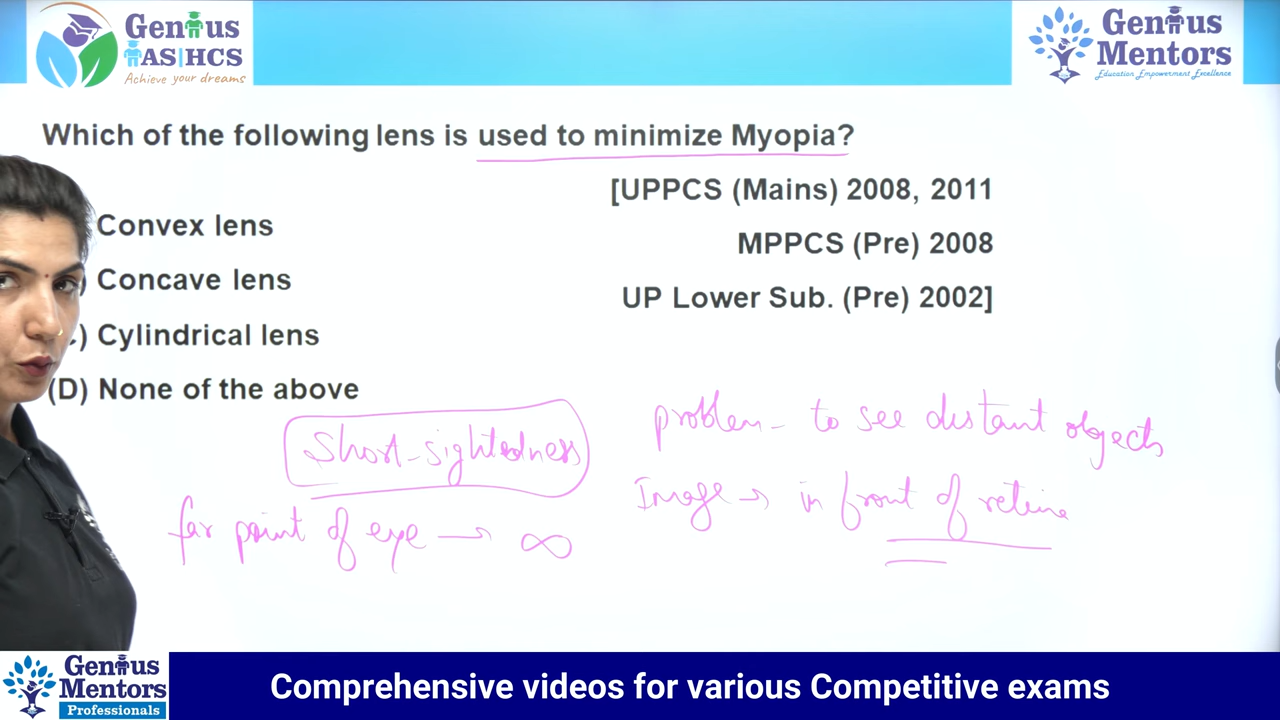 Genius
IAS|HCS
Achieve your dreams
Genius
Mentors
Education Empowerment Excellence
Which of the following lens is used to minimize Myopia?
[UPPCS (Mains) 2008, 2011
Convex lens
MPPCS (Pre) 2008
) Concave lens
UP Lower Sub. (Pre) 2002]
) Cylindrical lens
(D) None of the above
problem - to see distant objects
Short-sightedness
Image → in front of retina
far point of eye → ∞
Genius
Mentors
Professionals
Comprehensive videos for various Competitive exams